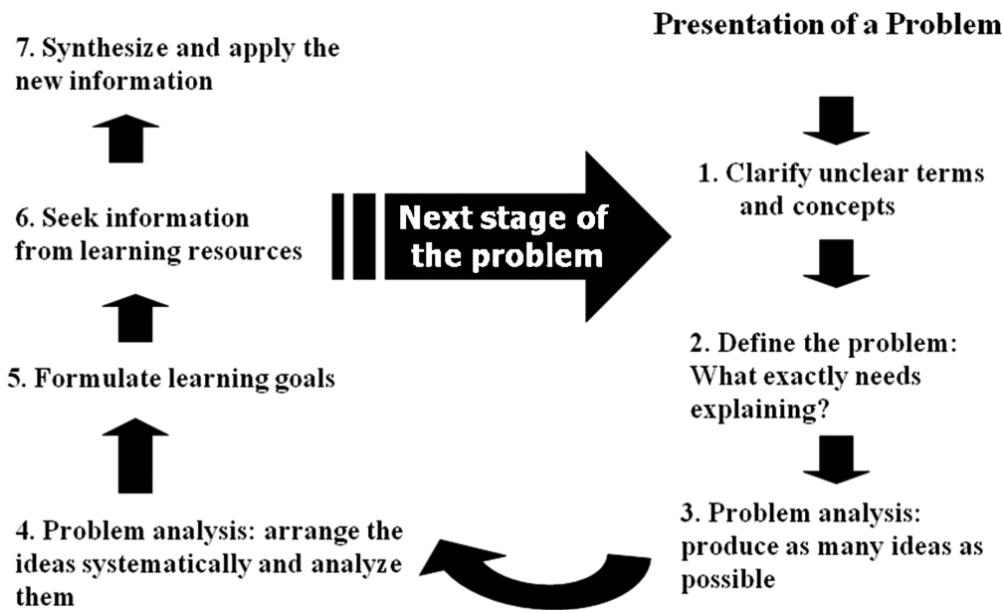 Presentation of a Problem
1. Clarify unclear terms
and concepts
2. Define the problem:
What exactly needs
explaining?
3. Problem analysis:
produce as many ideas as
possible
4. Problem analysis: arrange the
ideas systematically and analyze
them
5. Formulate learning goals
6. Seek information
from learning resources
7. Synthesize and apply the
new information
Next stage of
the problem